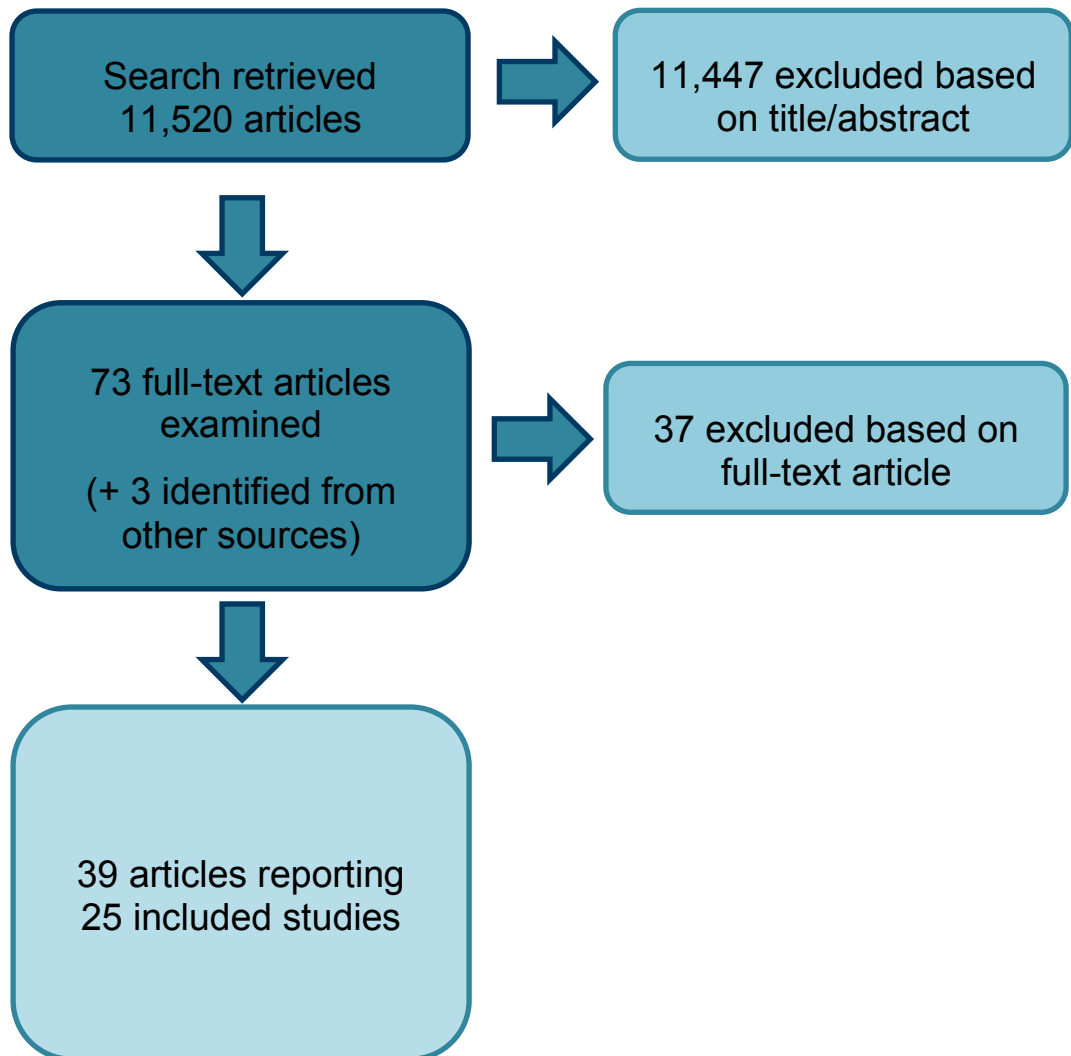 Search retrieved
11,520 articles
11,447 excluded based
on title/abstract
73 full-text articles
examined
(+ 3 identified from
other sources)
37 excluded based on
full-text article
39 articles reporting
25 included studies